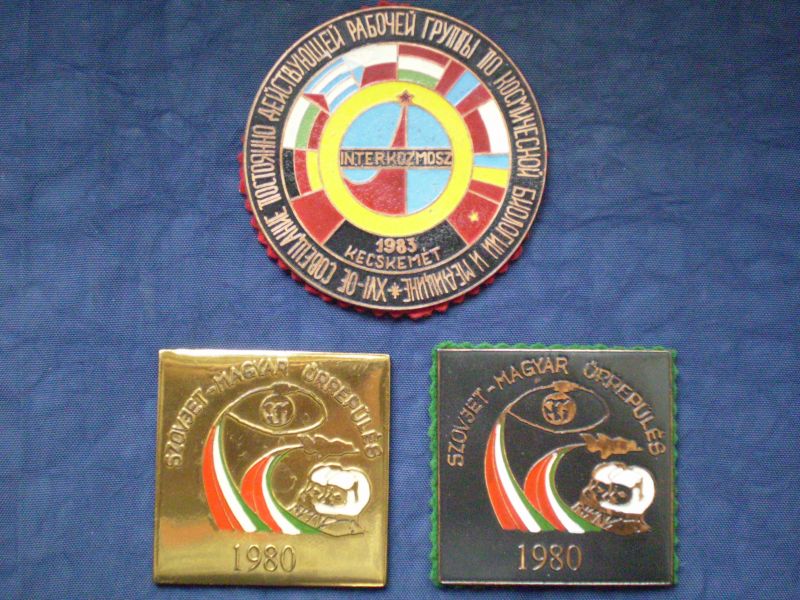 XVI-ОЕ СОВЕЩАНИЕ ПОСТОЯННО ДЕЙСТВУЮЩЕЙ РАБОЧЕЙ ГРУППЫ ПО КОСМИЧЕСКОЙ БИОЛОГИИ И МЕДИЦИНЕ *
INTERKOZMOSZ
1983
KECSKEMÉT
SZOVJET-MAGYAR ŰRREPÜLÉS
1980
SZOVJET-MAGYAR ŰRREPÜLÉS
1980